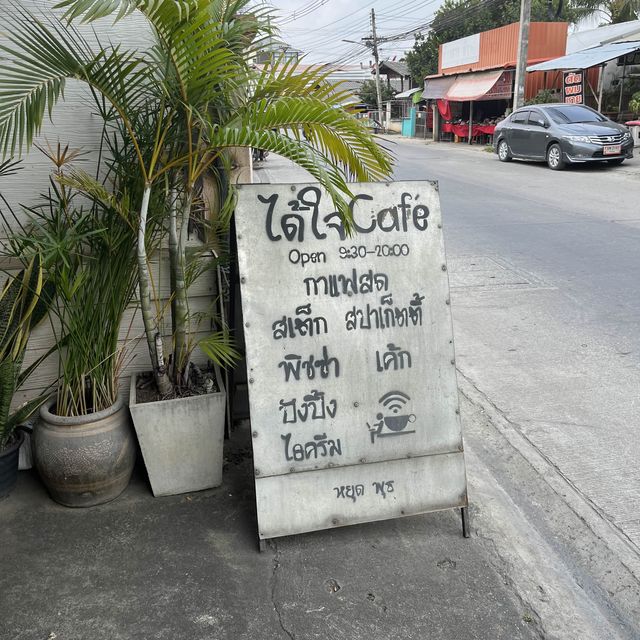 ได้ใจ Café
Open 9:30-20:00
กาแฟสด
สเต็ก สปาเก็ตตี้
พิซซ่า เค้ก
ปังปิ้ง
ไอครีม
หยุด พุธ